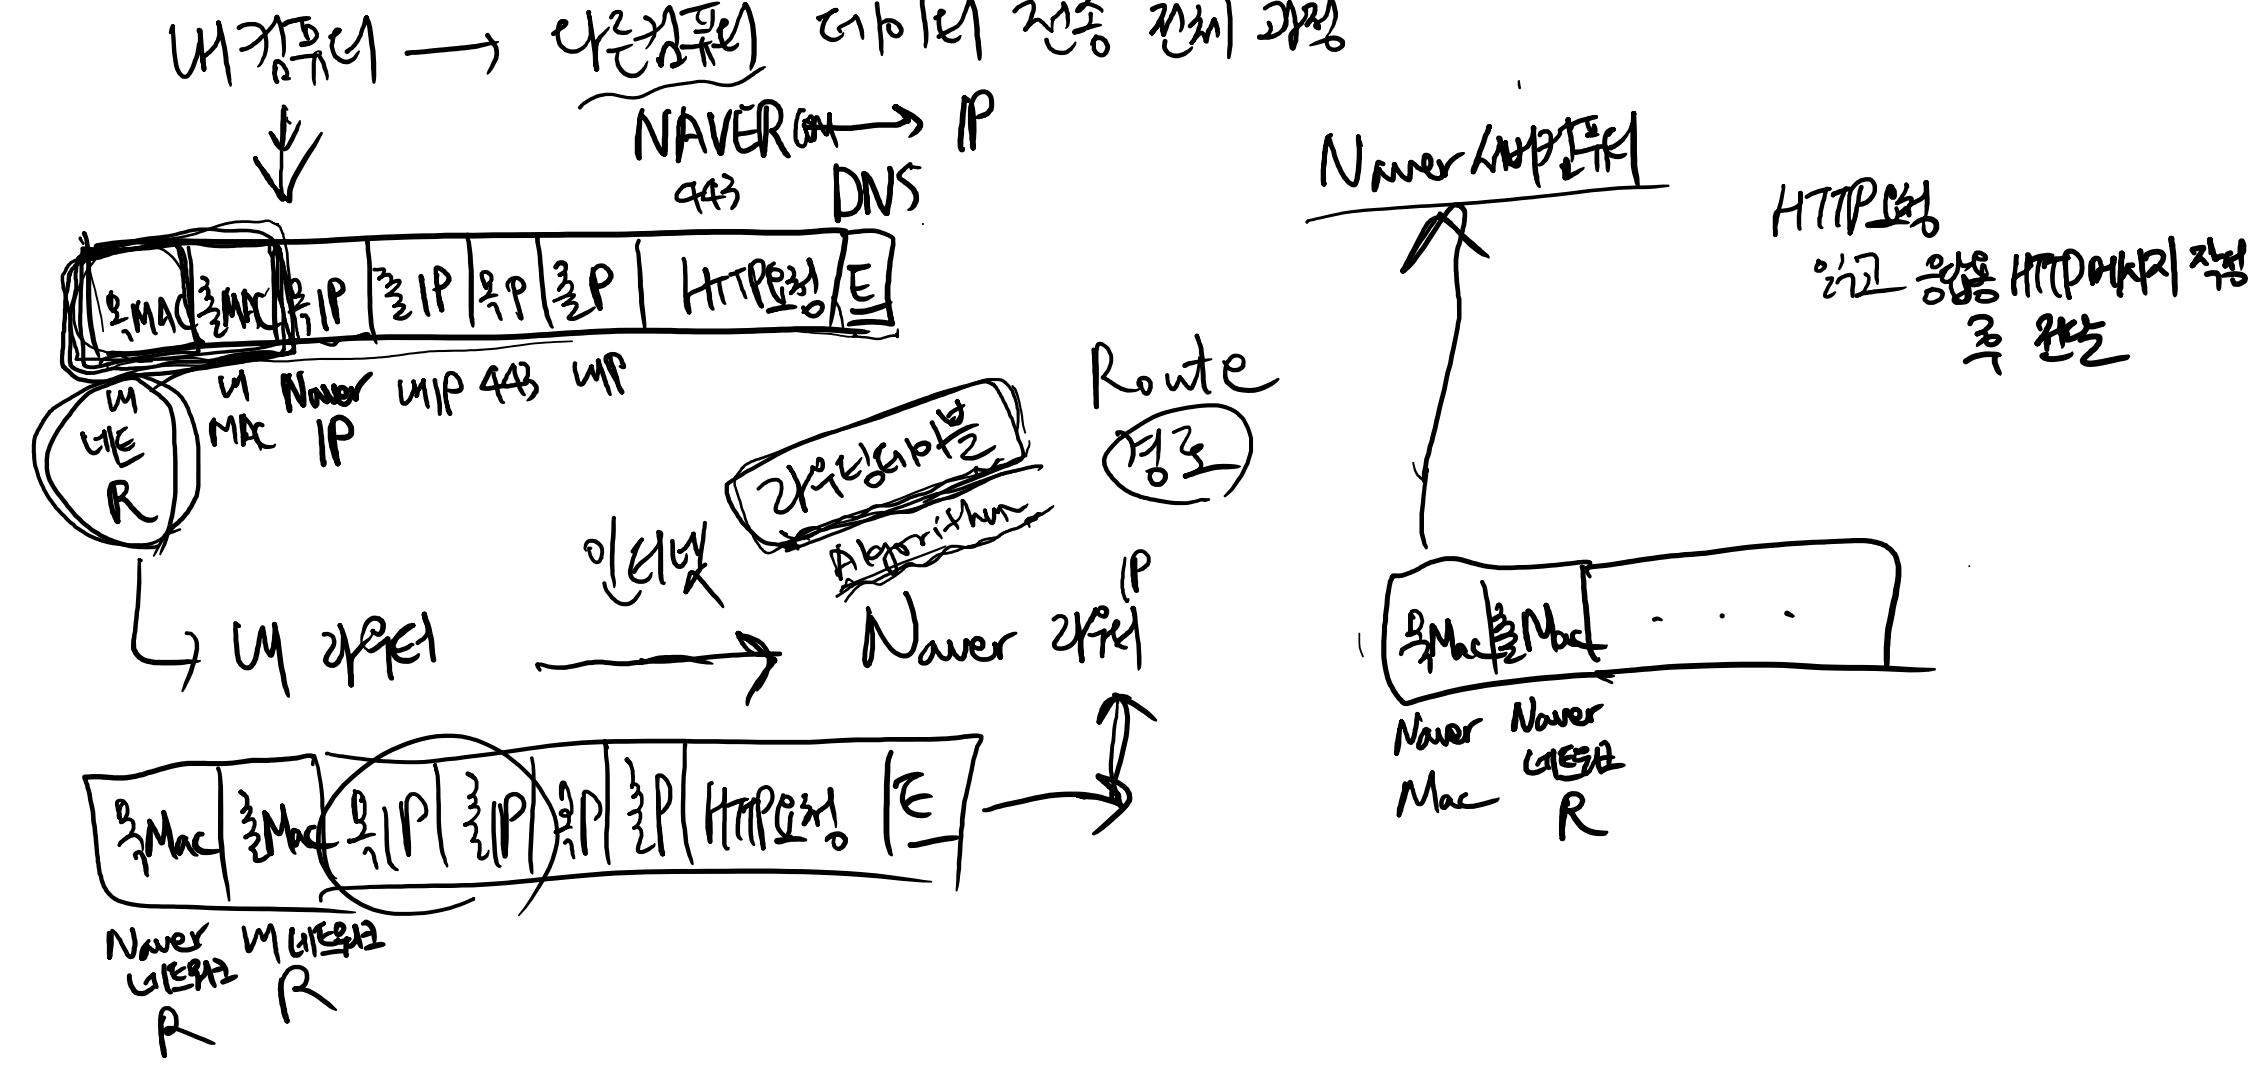 내컴퓨터 → 다른컴퓨터 데이터 전송 전체 과정
NAVER.COM → IP
443 DNS
목MAC 출MAC 목IP 출IP 목P 출P HTTP요청 E
내 네트 R
내 MAC
Naver IP
내IP 443 내P
라우팅테이블
Algorithm
Route
경로
내 라우터
인터넷
Naver 라우터
IP
목Mac 출Mac 목IP 출IP 목P 출P HTTP요청 E
Naver 네트워크 R
내 네트워크 R
Naver 서버컴퓨터
목Mac 출Mac . . .
Naver Mac
Naver 네트워크 R
HTTP요청
읽고 응답용 HTTP메시지 작성
후 전송